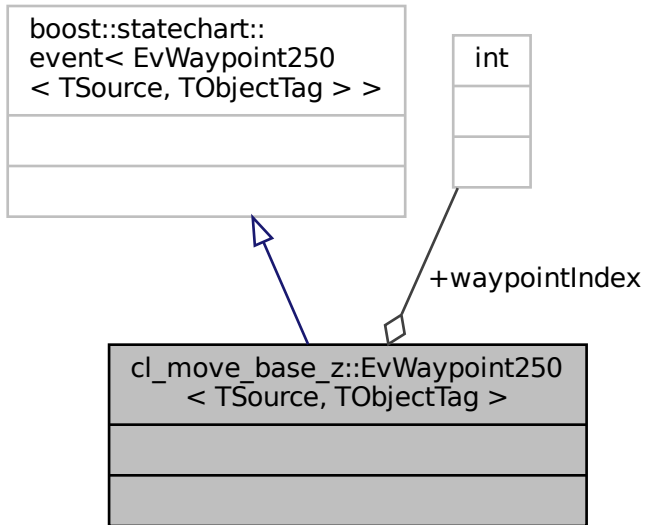 boost::statechart::
event< EvWaypoint250
< TSource, TObjectTag > >
int
+waypointIndex
cl_move_base_z::EvWaypoint250
< TSource, TObjectTag >